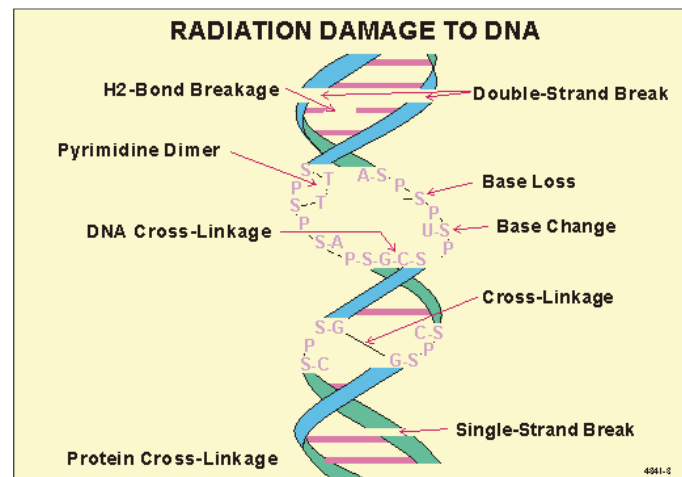 RADIATION DAMAGE TO DNA
H2-Bond Breakage
Double-Strand Break
Pyrimidine Dimer
S T A-S P
P S T S
S P
P U-S
DNA Cross-Linkage
S-A P
P-S-G-C-S
Base Loss
Base Change
Cross-Linkage
S-G C-S
P P
S-C G-S
Single-Strand Break
Protein Cross-Linkage
4841-8